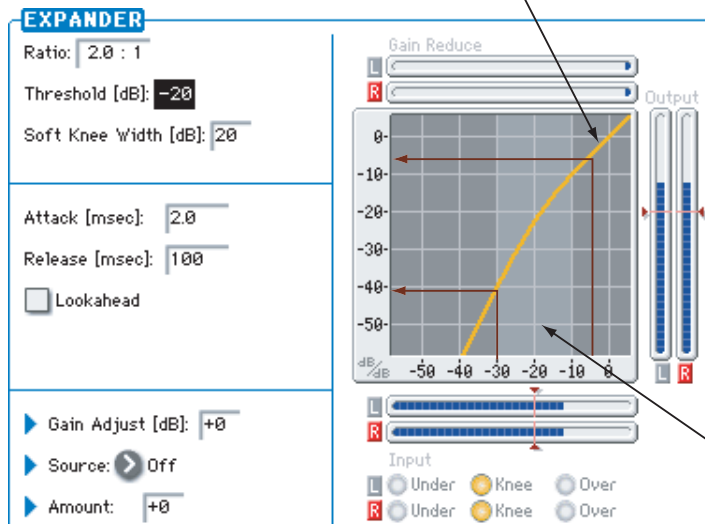 EXPANDER
Ratio: 2.0 : 1
Threshold [dB]: -20
Soft Knee Width [dB]: 20
Attack [msec]: 2.0
Release [msec]: 100
Lookahead
Gain Adjust [dB]: +0
Source: Off
Amount: +0
Gain Reduce
L
R
Output
0-
-10-
-20-
-30-
-40-
-50-
dB/dB -50 -40 -30 -20 -10 0
L R
L
R
Input
L Under Knee Over
R Under Knee Over